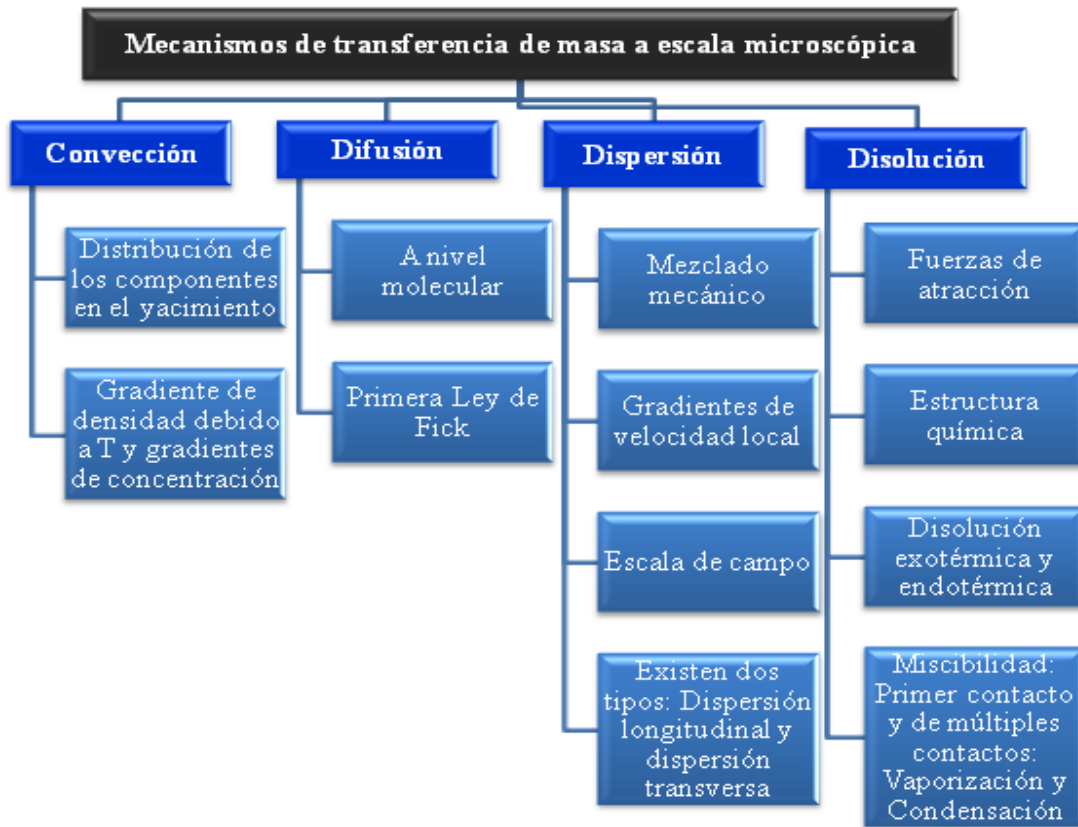 Mecanismos de transferencia de masa a escala microscópica
Convección
Distribución de
los componentes
en el yacimiento
Gradiente de
densidad debido
a T y gradientes
de concentración
Difusión
A nivel
molecular
Primera Ley de
Fick
Dispersión
Mezclado
mecánico
Gradientes de
velocidad local
Escala de campo
Existen dos
tipos: Dispersión
longitudinal y
dispersión
transversa
Disolución
Fuerzas de
atracción
Estructura
química
Disolución
exotérmica y
endotérmica
Miscibilidad:
Primer contacto
y de múltiples
contactos:
Vaporización y
Condensación